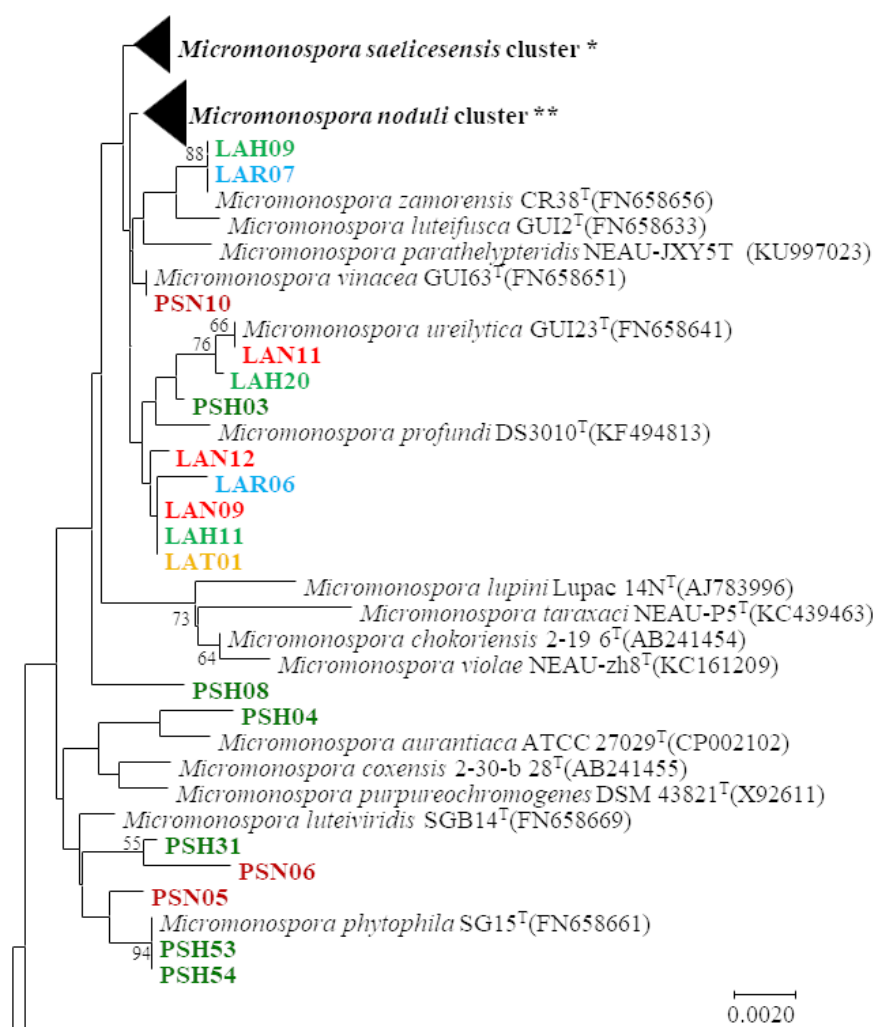 Micromonospora saelicesensis cluster *
Micromonospora noduli cluster **
88
LAH09
LAR07
Micromonospora zamorensis CR38T(FN658656)
Micromonospora luteifusca GUI2T(FN658633)
Micromonospora parathelypteridis NEAU-JXY5T (KU997023)
Micromonospora vinacea GUI63T(FN658651)
PSN10
66
Micromonospora ureilytica GUI23T(FN658641)
76
LAN11
LAH20
PSH03
Micromonospora profundi DS3010T(KF494813)
LAN12
LAR06
LAN09
LAH11
LAT01
Micromonospora lupini Lupac 14NT(AJ783996)
73
Micromonospora taraxaci NEAU-P5T(KC439463)
Micromonospora chokoriensis 2-19 6T(AB241454)
64
Micromonospora violae NEAU-zh8T(KC161209)
PSH08
PSH04
Micromonospora aurantiaca ATCC 27029T(CP002102)
Micromonospora coxensis 2-30-b 28T(AB241455)
Micromonospora purpureochromogenes DSM 43821T(X92611)
Micromonospora luteiviridis SGB14T(FN658669)
55
PSH31
PSN06
PSN05
Micromonospora phytophila SG15T(FN658661)
94
PSH53
PSH54
0.0020